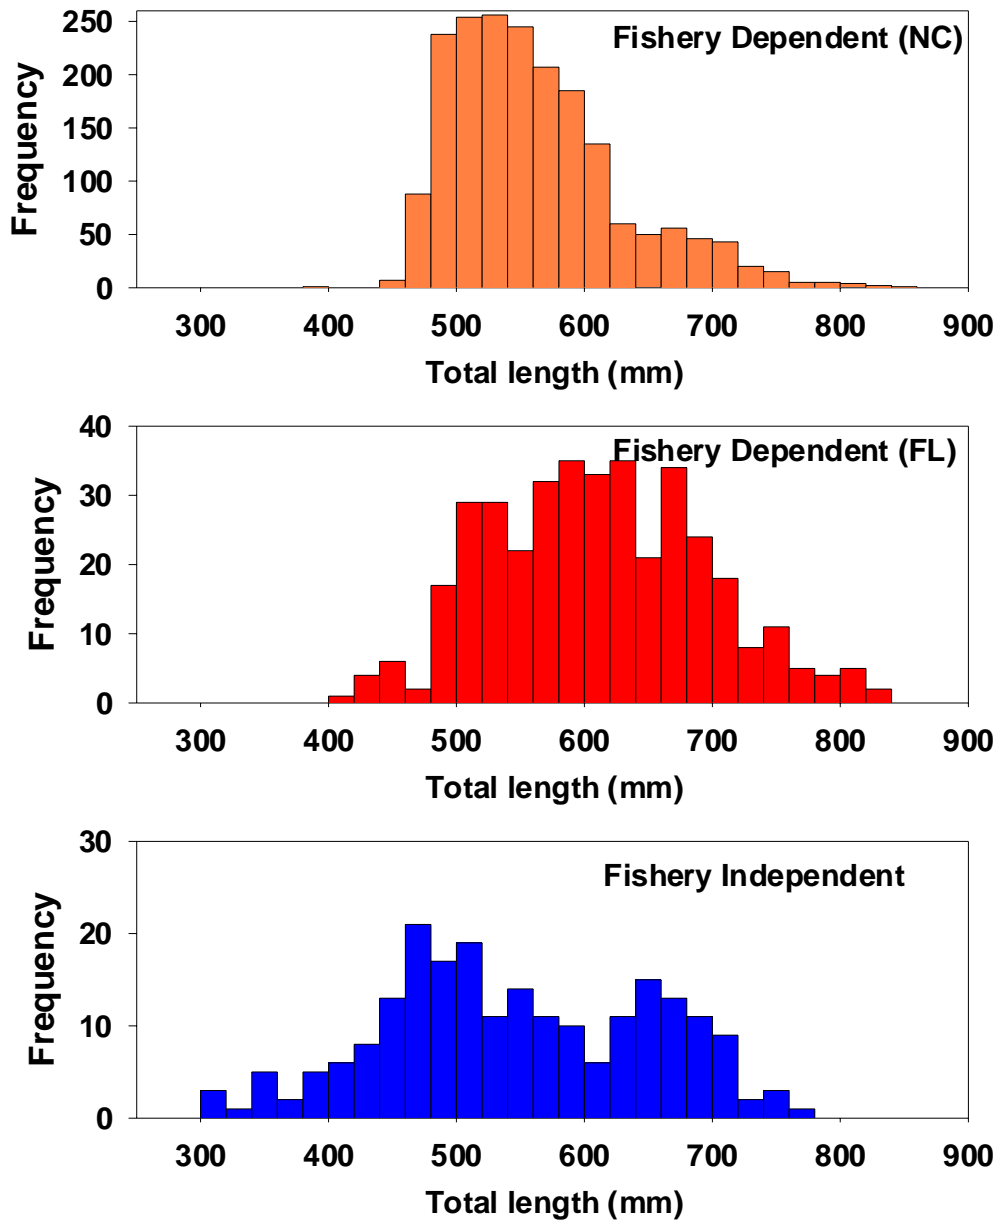 Fishery Dependent (NC)
Frequency
250
200
150
100
50
0
300 400 500 600 700 800 900
Total length (mm)
Fishery Dependent (FL)
Frequency
40
30
20
10
0
300 400 500 600 700 800 900
Total length (mm)
Fishery Independent
Frequency
30
20
10
0
300 400 500 600 700 800 900
Total length (mm)